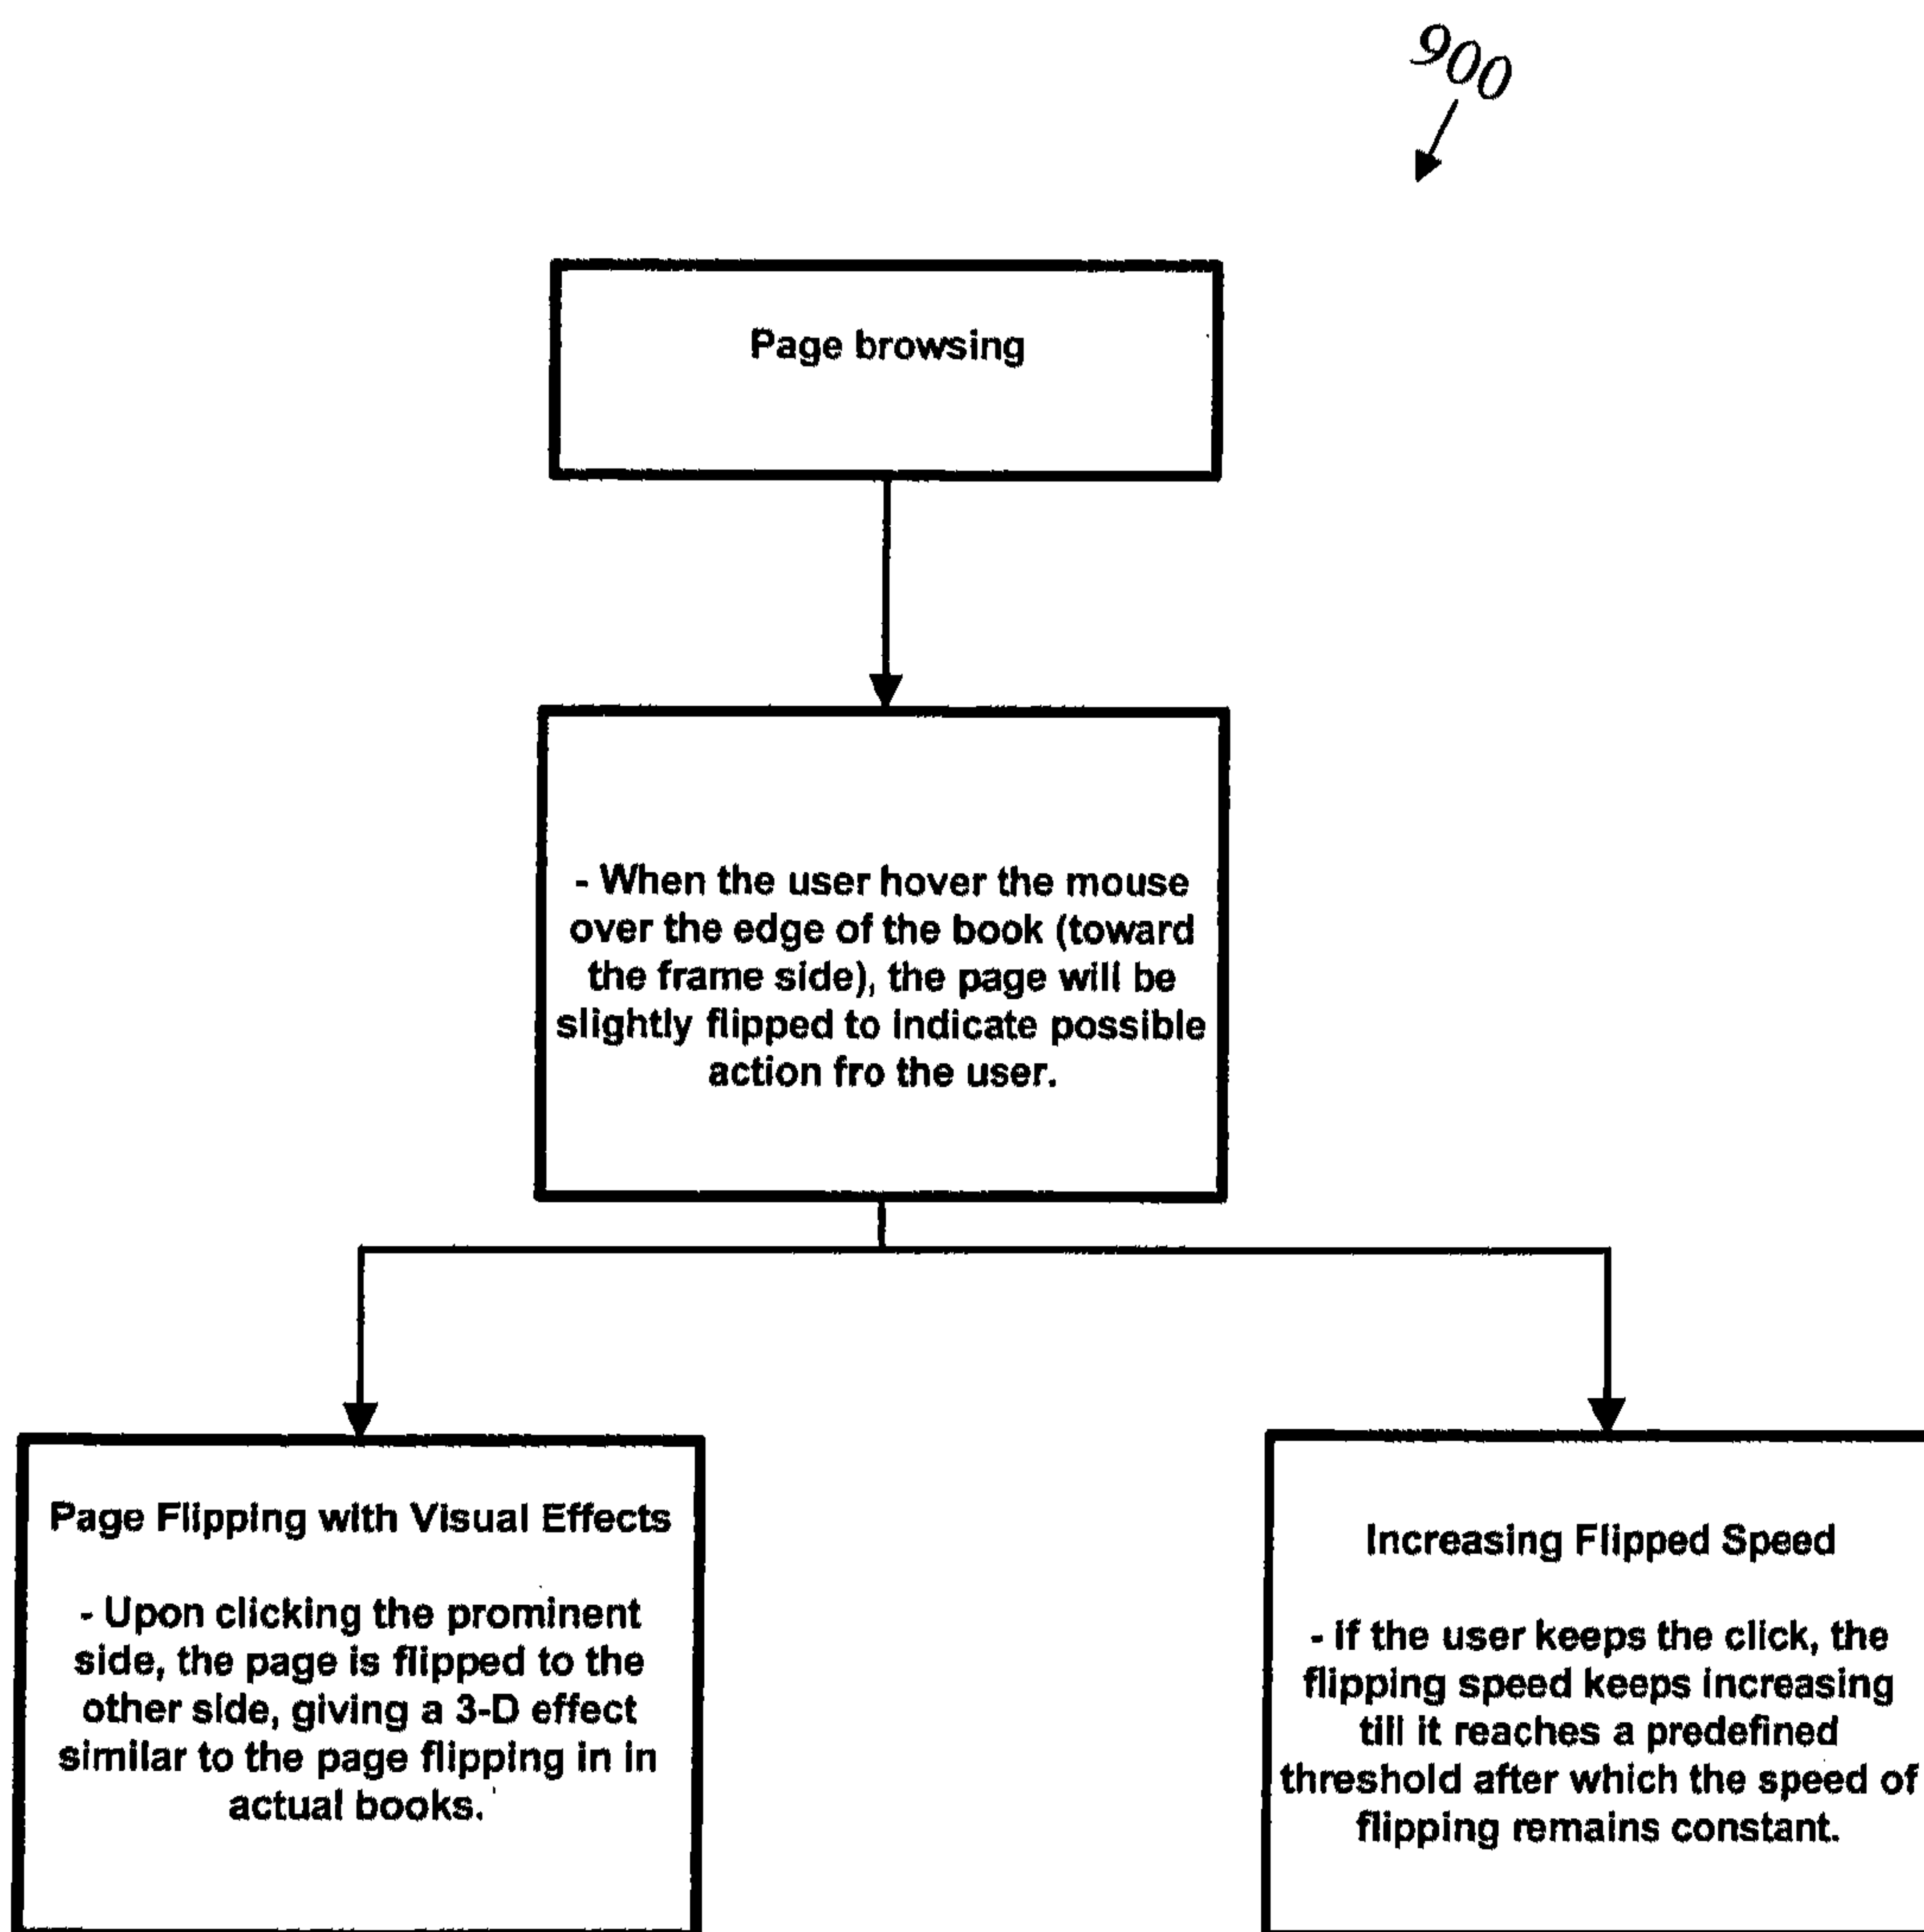 900
Page browsing
- When the user hover the mouse
over the edge of the book (toward
the frame side), the page will be
slightly flipped to indicate possible
action fro the user.
Page Flipping with Visual Effects
- Upon clicking the prominent
side, the page is flipped to the
other side, giving a 3-D effect
similar to the page flipping in in
actual books.
Increasing Flipped Speed
- if the user keeps the click, the
flipping speed keeps increasing
till it reaches a predefined
threshold after which the speed of
flipping remains constant.